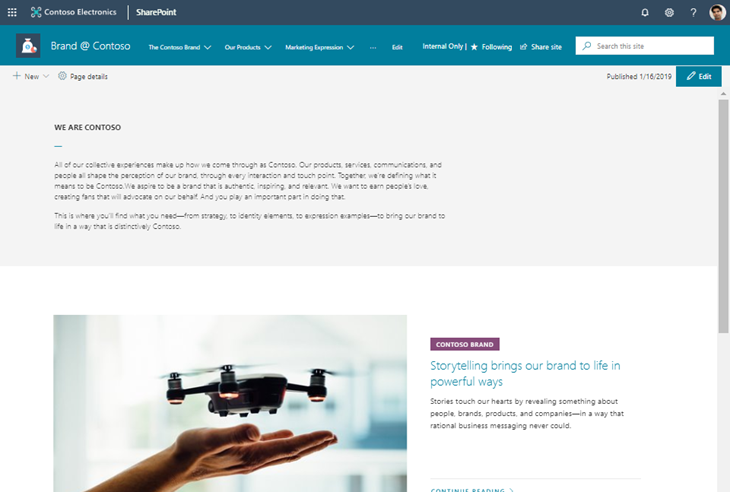 Contoso Electronics SharePoint ?
Brand @ Contoso The Contoso Brand Our Products Marketing Expression ... Edit Internal Only | Following Share site Search this site
New Page details Published 1/16/2019 Edit
WE ARE CONTOSO
All of our collective experiences make up how we come through as Contoso. Our products, services, communications, and
people all shape the perception of our brand, through every interaction and touch point. Together, we're defining what it
means to be Contoso.We aspire to be a brand that is authentic, inspiring, and relevant. We want to earn people's love,
creating fans that will advocate on our behalf. And you play an important part in doing that.
This is where you'll find what you need—from strategy, to identity elements, to expression examples—to bring our brand to
life in a way that is distinctively Contoso.
CONTOSO BRAND
Storytelling brings our brand to life in
powerful ways
Stories touch our hearts by revealing something about
people, brands, products, and companies—in a way that
rational business messaging never could.
CONTINUE READING